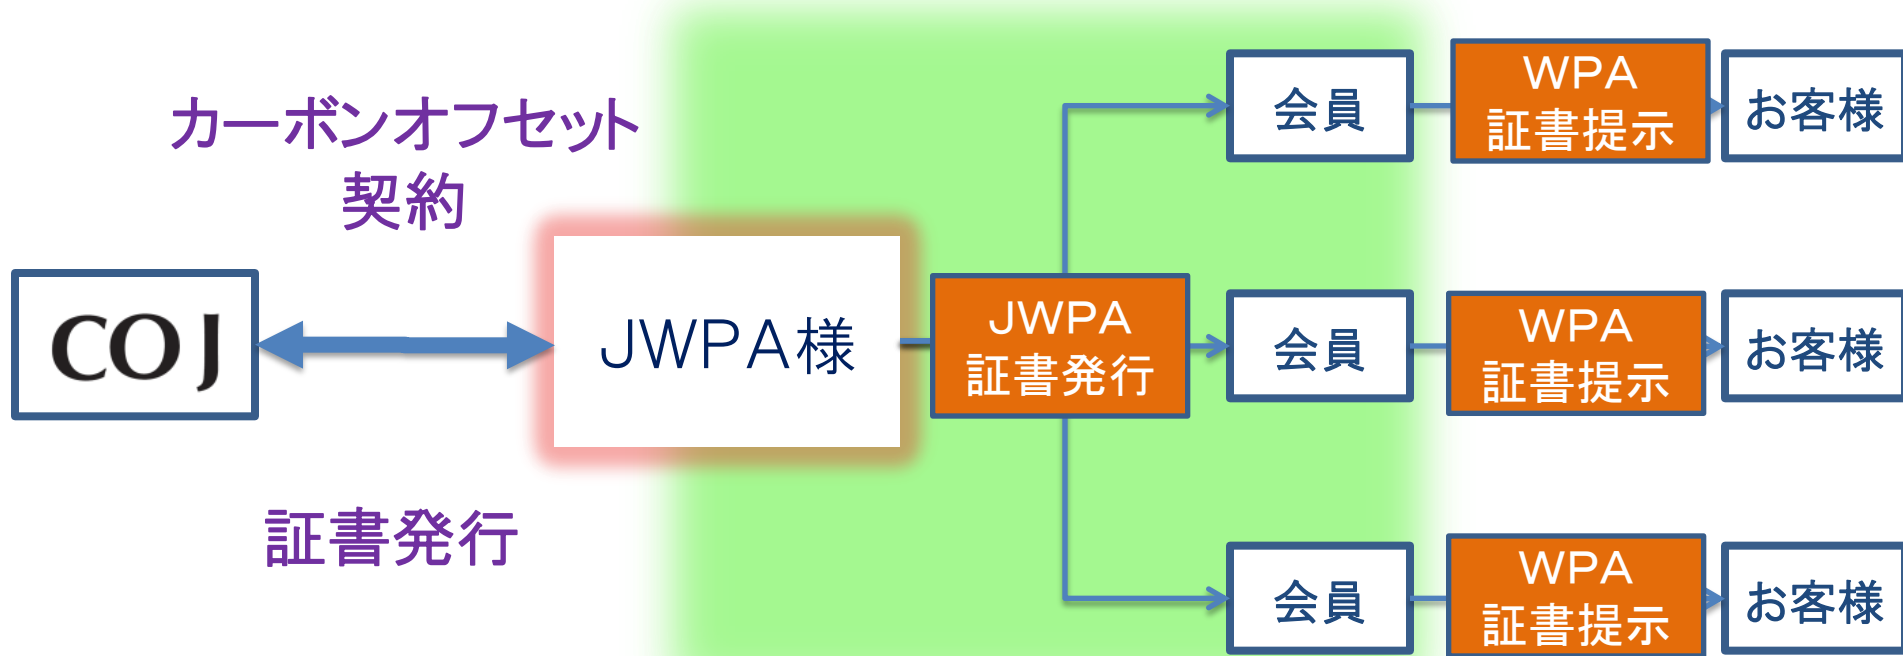 カーボンオフセット
契約
COJ
証書発行
JWPA様
JWPA
証書発行
会員
WPA
証書提示
お客様
会員
WPA
証書提示
お客様
会員
WPA
証書提示
お客様